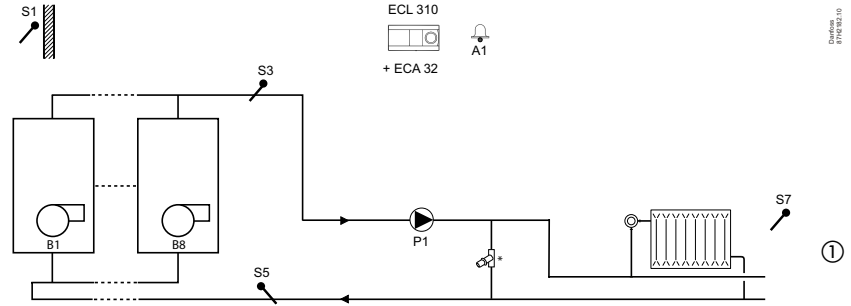 S1
ECL 310
A1
+ ECA 32
Danfoss
87H2182.10
S3
B1
B8
P1
*
S7
1
S5